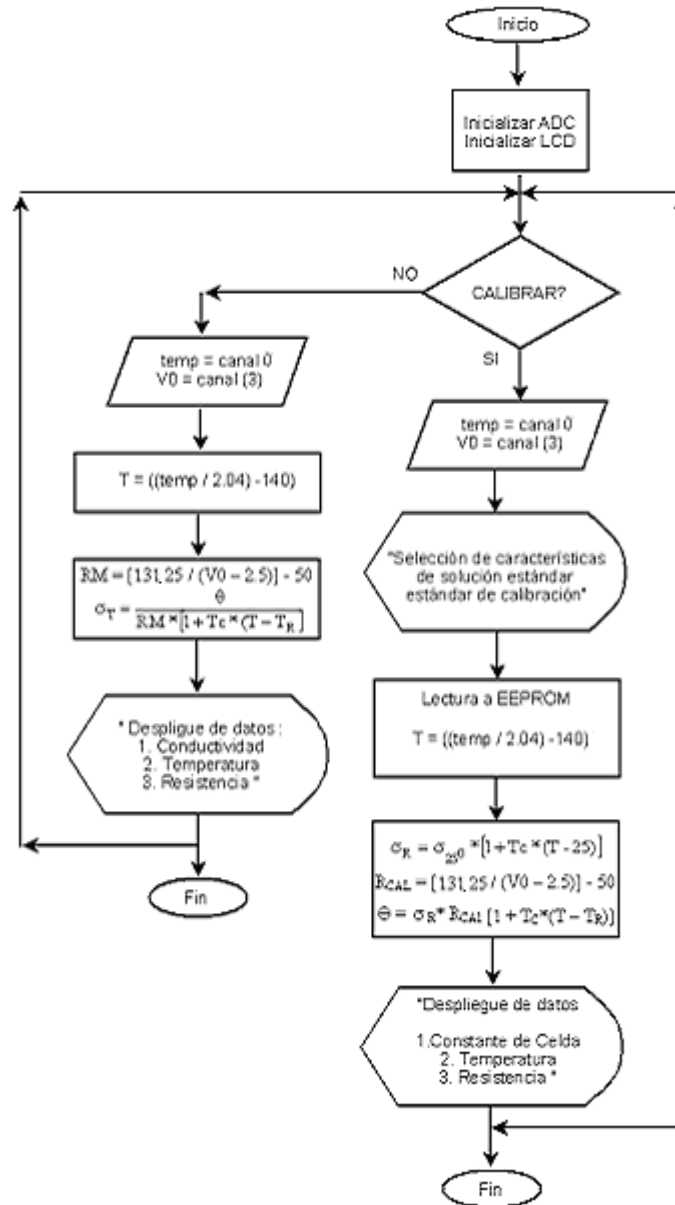 Inicio
Inicializar ADC
Inicializar LCD
CALIBRAR?
NO
SI
temp = canal 0
V0 = canal (3)
T = ((temp / 2.04) -140)
RM = [131.25 / (V0 – 2.5)] - 50
σT = θ / RM * [1 + Tc * (T – TR)]
" Despligue de datos :
1. Conductividad
2. Temperatura
3. Resistencia "
Fin
temp = canal 0
V0 = canal (3)
"Selección de características
de solución estándar
estándar de calibración"
Lectura a EEPROM
T = ((temp / 2.04) -140)
σR = σ25⁰ * [1 + Tc * (T - 25)]
RCAL = [131.25 / (V0 – 2.5)] - 50
Θ = σR * RCAL [1 + TC * (T – TR)]
"Despliegue de datos
1.Constante de Celda
2. Temperatura
3. Resistencia "
Fin